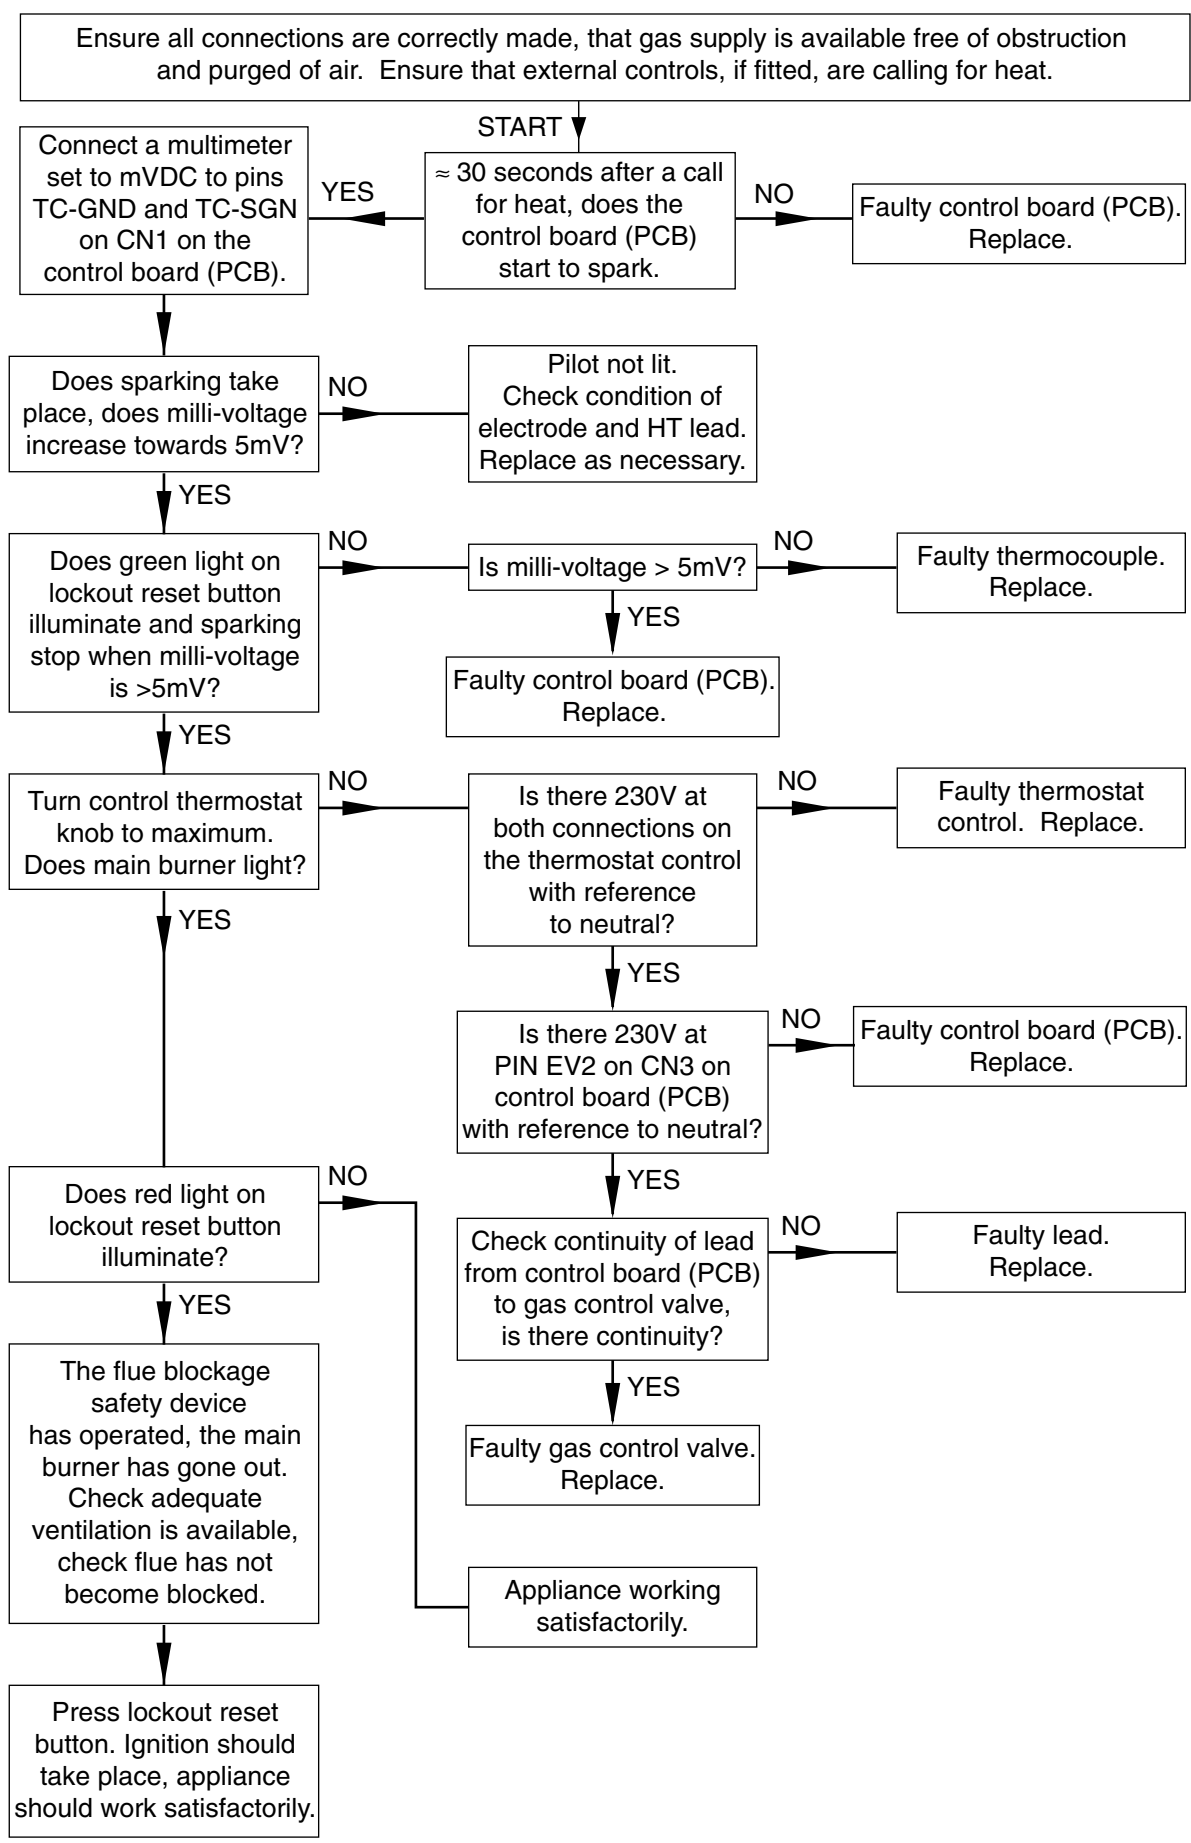 Ensure all connections are correctly made, that gas supply is available free of obstruction
and purged of air. Ensure that external controls, if fitted, are calling for heat.
START
≈ 30 seconds after a call
for heat, does the
control board (PCB)
start to spark.
NO
Faulty control board (PCB).
Replace.
YES
Connect a multimeter
set to mVDC to pins
TC-GND and TC-SGN
on CN1 on the
control board (PCB).
Does sparking take
place, does milli-voltage
increase towards 5mV?
NO
Pilot not lit.
Check condition of
electrode and HT lead.
Replace as necessary.
YES
Does green light on
lockout reset button
illuminate and sparking
stop when milli-voltage
is >5mV?
NO
Is milli-voltage > 5mV?
NO
Faulty thermocouple.
Replace.
YES
Faulty control board (PCB).
Replace.
YES
Turn control thermostat
knob to maximum.
Does main burner light?
NO
Is there 230V at
both connections on
the thermostat control
with reference
to neutral?
NO
Faulty thermostat
control. Replace.
YES
Is there 230V at
PIN EV2 on CN3 on
control board (PCB)
with reference to neutral?
NO
Faulty control board (PCB).
Replace.
YES
Check continuity of lead
from control board (PCB)
to gas control valve,
is there continuity?
NO
Faulty lead.
Replace.
YES
Faulty gas control valve.
Replace.
YES
Does red light on
lockout reset button
illuminate?
NO
Appliance working
satisfactorily.
YES
The flue blockage
safety device
has operated, the main
burner has gone out.
Check adequate
ventilation is available,
check flue has not
become blocked.
Press lockout reset
button. Ignition should
take place, appliance
should work satisfactorily.